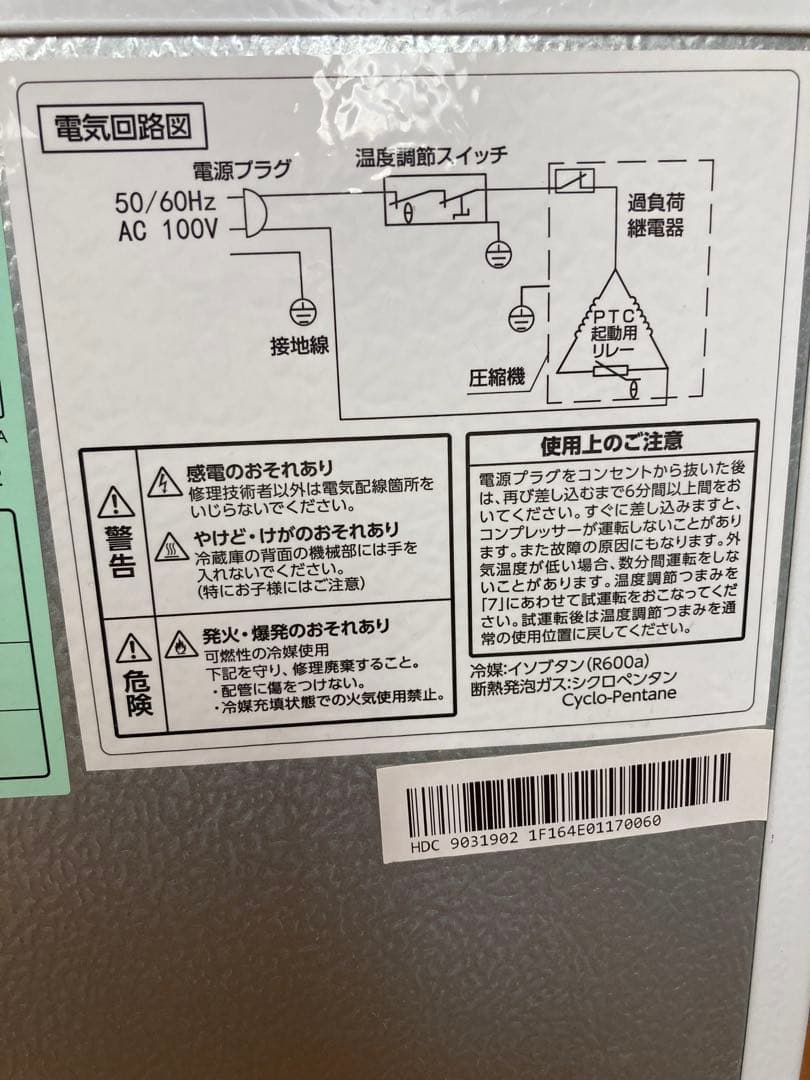 電気回路図
電源プラグ
温度調節スイッチ
50/60Hz
AC 100V
θ
過負荷
継電器
接地線
PTC
起動用
リレー
θ
圧縮機
警告
感電のおそれあり
修理技術者以外は電気配線箇所を
いじらないでください。
やけど・けがのおそれあり
冷蔵庫の背面の機械部には手を
入れないでください。
(特にお子様にはご注意)
危険
発火・爆発のおそれあり
可燃性の冷媒使用
下記を守り、修理廃棄すること。
・配管に傷をつけない。
・冷媒充填状態での火気使用禁止。
使用上のご注意
電源プラグをコンセントから抜いた後
は、再び差し込むまで6分間以上間をお
いてください。すぐに差し込みますと、
コンプレッサーが運転しないことがあり
ます。また故障の原因にもなります。外
気温度が低い場合、数分間運転をしな
いことがあります。温度調節つまみを
「7」にあわせて試運転をおこなってくだ
さい。試運転後は温度調節つまみを通
常の使用位置に戻してください。
冷媒:イソブタン(R600a)
断熱発泡ガス:シクロペンタン
Cyclo-Pentane
HDC 9031902 1F164E01170060
A